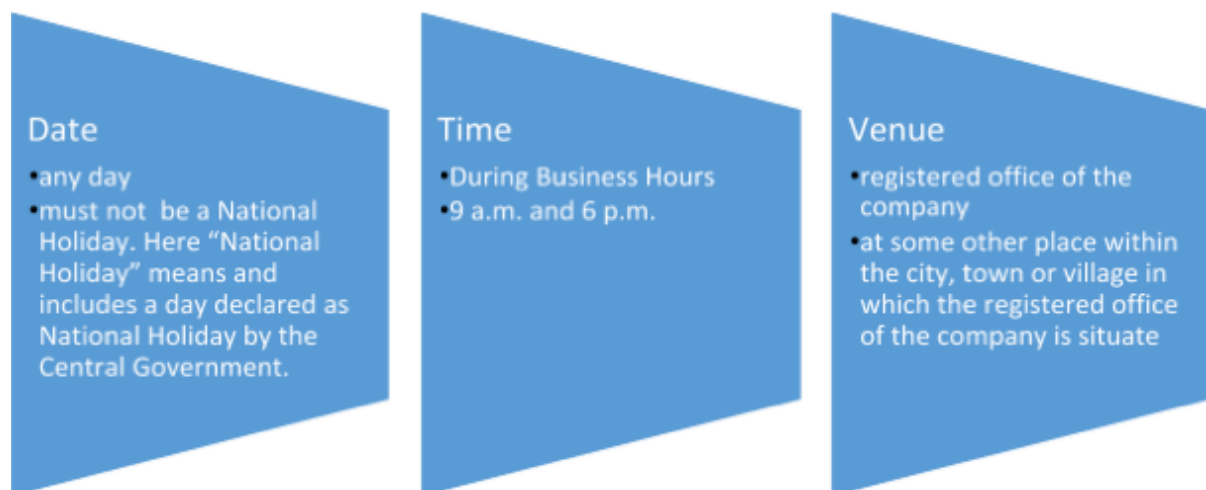 Date
•any day
•must not be a National
Holiday. Here “National
Holiday” means and
includes a day declared as
National Holiday by the
Central Government.
Time
•During Business Hours
•9 a.m. and 6 p.m.
Venue
•registered office of the
company
•at some other place within
the city, town or village in
which the registered office
of the company is situate